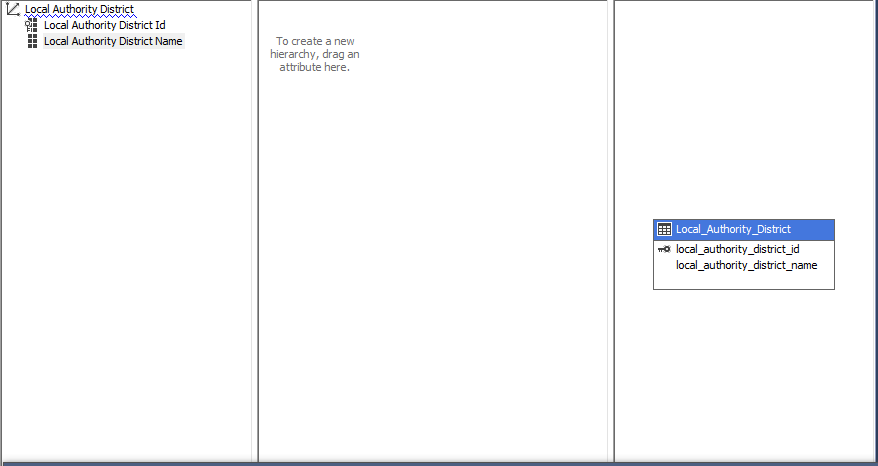 Local Authority District
Local Authority District Id
Local Authority District Name
To create a new
hierarchy, drag an
attribute here.
Local_Authority_District
local_authority_district_id
local_authority_district_name